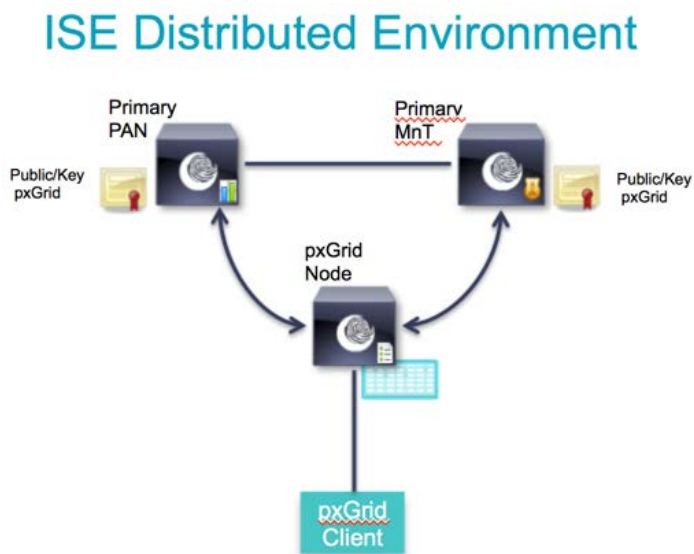 ISE Distributed Environment
Primary
PAN
Primary
MnT
Public/Key
pxGrid
Public/Key
pxGrid
pxGrid
Node
pxGrid
Client